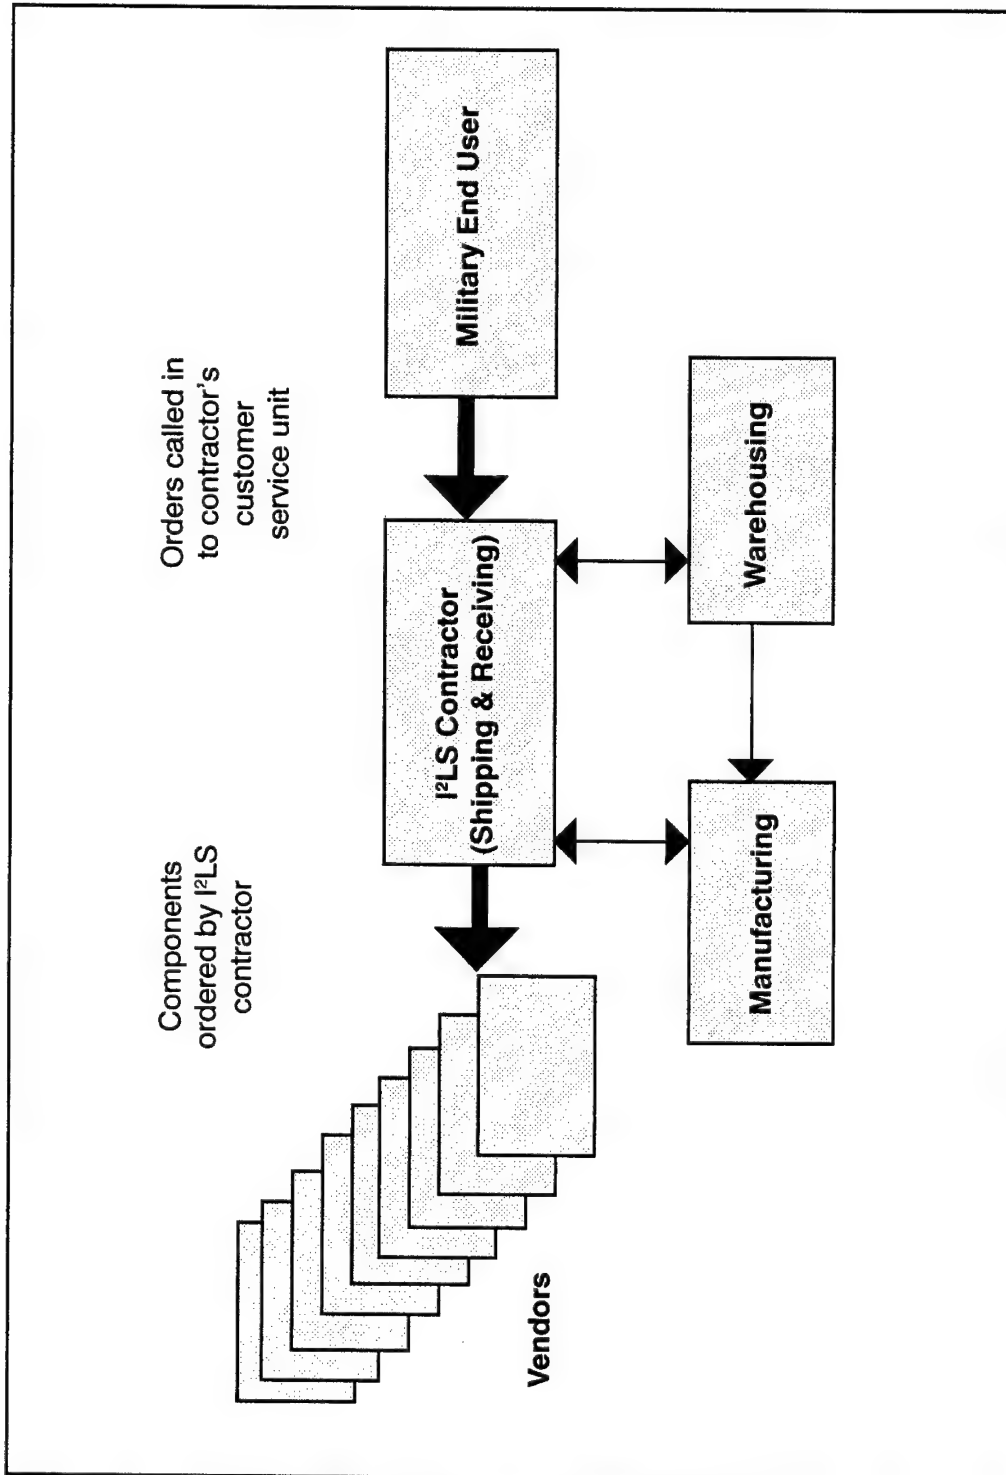 Components
ordered by I²LS
contractor
Orders called in
to contractor's
customer
service unit
Vendors
I²LS Contractor
(Shipping & Receiving)
Military End User
Manufacturing
Warehousing